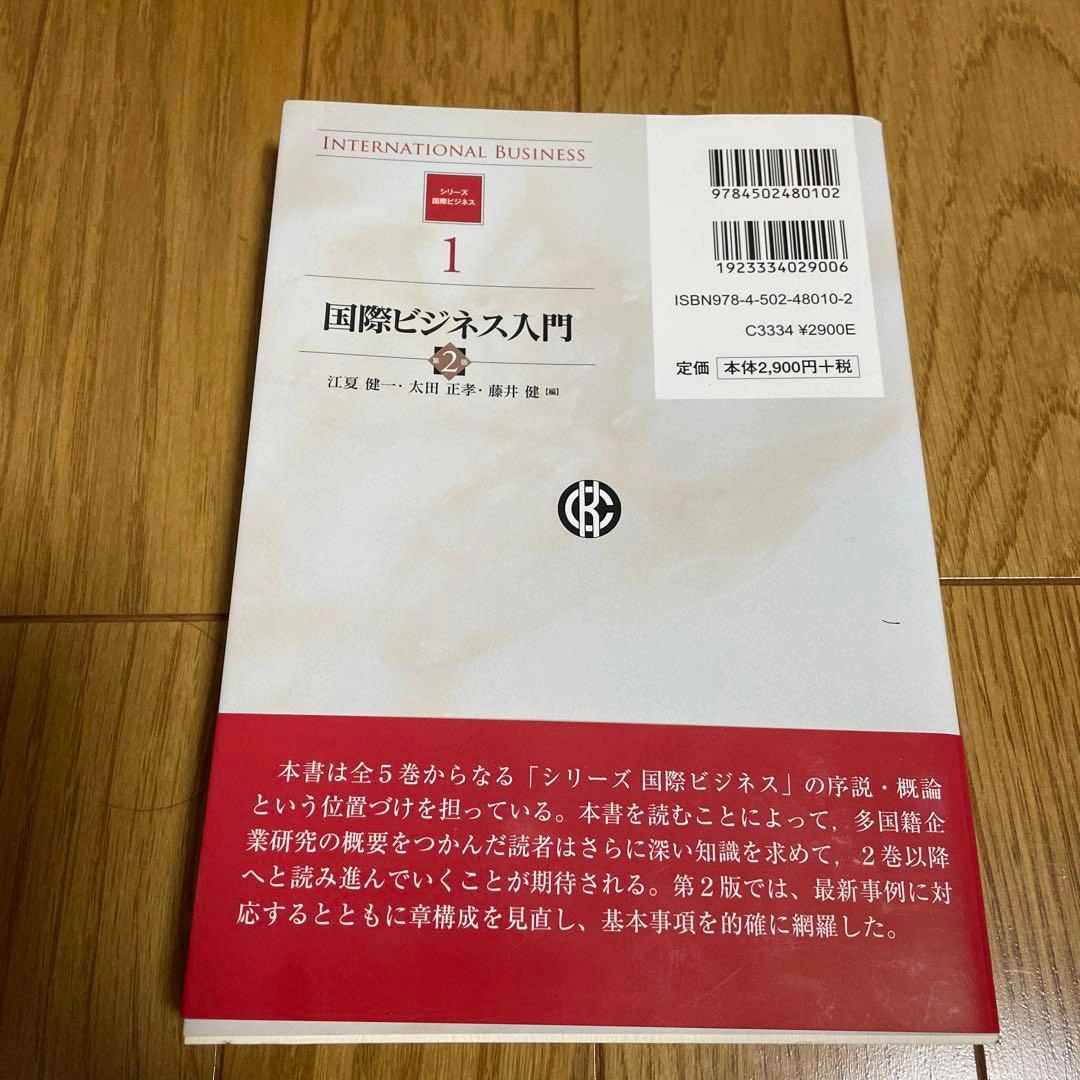 INTERNATIONAL BUSINESS
シリーズ
国際ビジネス
1
国際ビジネス入門
第2版
江夏 健一・太田 正孝・藤井 健【編】
9784502480102
1923334029006
ISBN978-4-502-48010-2
C3334 ¥2900E
定価 本体2,900円+税
CBC
本書は全5巻からなる「シリーズ 国際ビジネス」の序説・概論
という位置づけを担っている。本書を読むことによって,多国籍企
業研究の概要をつかんだ読者はさらに深い知識を求めて,2巻以降
へと読み進んでいくことが期待される。第2版では、最新事例に対
応するとともに章構成を見直し、基本事項を的確に網羅した。